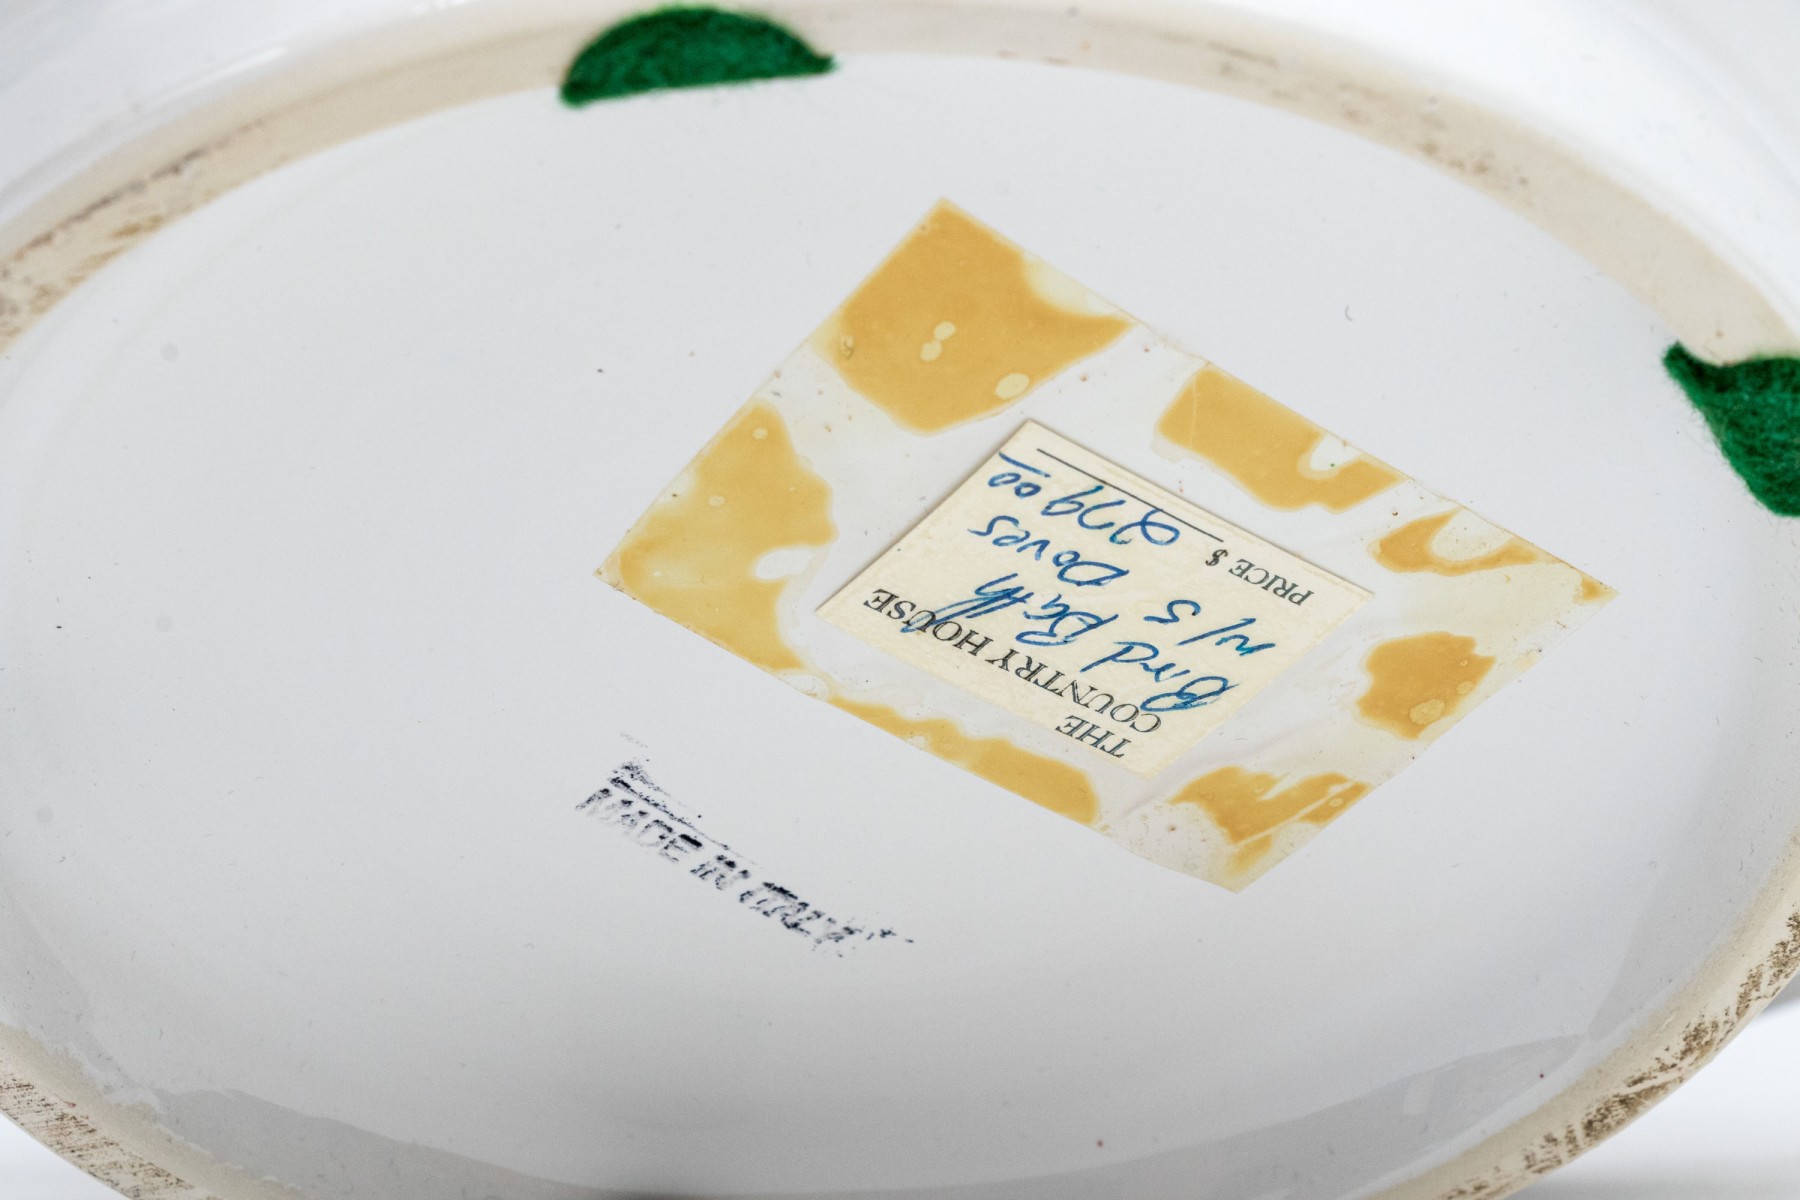 THE
COUNTRY HOUSE
Bird Bath
w/5 Doves
PRICE $ 279 00
MADE IN ITALY